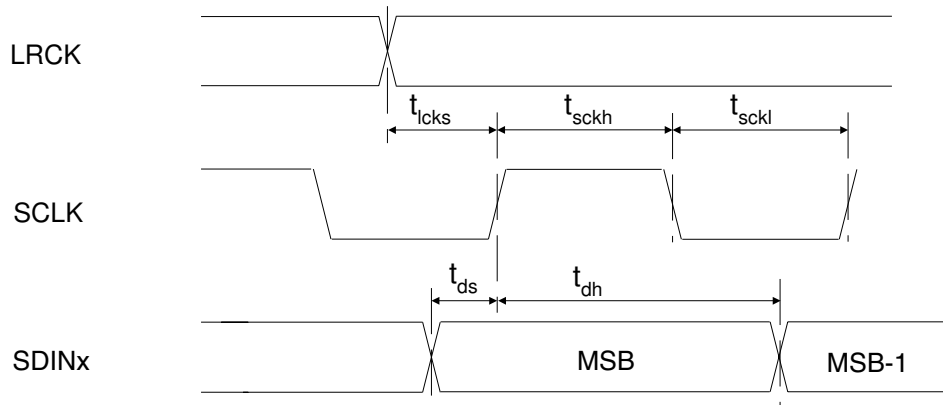 LRCK
t_lcks t_sckh t_sckl
SCLK
t_ds t_dh
SDINx MSB MSB-1